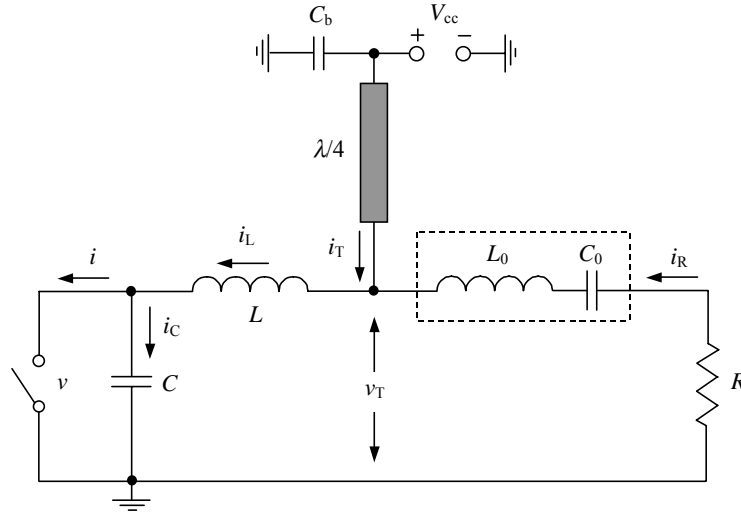 C_b
V_cc
+ −
λ/4
i
i_L
i_T
L_0
C_0
i_R
L
i_C
v
C
v_T
R